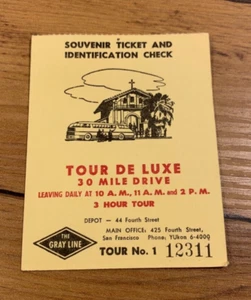 SOUVENIR TICKET AND
IDENTIFICATION CHECK
TOUR DE LUXE
30 MILE DRIVE
LEAVING DAILY AT 10 A.M., 11 A.M. and 2 P.M.
3 HOUR TOUR
DEPOT — 44 Fourth Street
MAIN OFFICE: 425 Fourth Street,
San Francisco Phone: YUkon 6-4000
THE
GRAY LINE
TOUR No. 1 12311